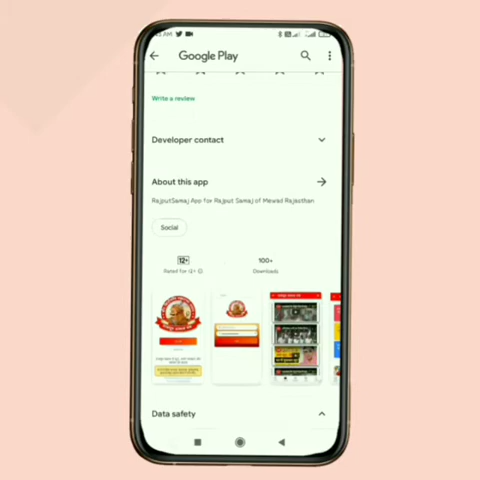 Google Play
Write a review
Developer contact
About this app
RajputSamaj App for Rajput Samaj of Mewad Rajasthan
Social
12+
100+
Rated for 12+
Downloads
Data safety